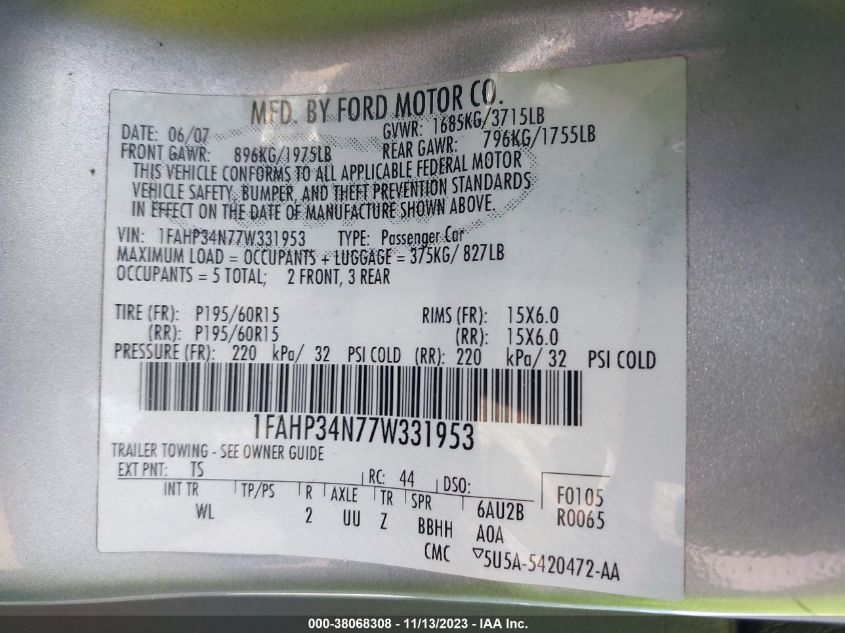 MFD. BY FORD MOTOR CO.
DATE: 06/07 GVWR: 1685KG/3715LB
FRONT GAWR: 896KG/1975LB REAR GAWR: 796KG/1755LB
THIS VEHICLE CONFORMS TO ALL APPLICABLE FEDERAL MOTOR
VEHICLE SAFETY, BUMPER, AND THEFT PREVENTION STANDARDS
IN EFFECT ON THE DATE OF MANUFACTURE SHOWN ABOVE.
VIN: 1FAHP34N77W331953 TYPE: Passenger Car
MAXIMUM LOAD = OCCUPANTS + LUGGAGE = 375KG/ 827LB
OCCUPANTS = 5 TOTAL; 2 FRONT, 3 REAR
TIRE (FR): P195/60R15 RIMS (FR): 15X6.0
(RR): P195/60R15 (RR): 15X6.0
PRESSURE (FR): 220 kPa/ 32 PSI COLD (RR): 220 kPa/ 32 PSI COLD
1FAHP34N77W331953
TRAILER TOWING - SEE OWNER GUIDE
EXT PNT: TS RC: 44 DSO:
INT TR TP/PS R AXLE TR SPR 6AU2B F0105
WL 2 UU Z BBHH A0A R0065
CMC ▽5U5A-5420472-AA
000-38068308 - 11/13/2023 - IAA Inc.